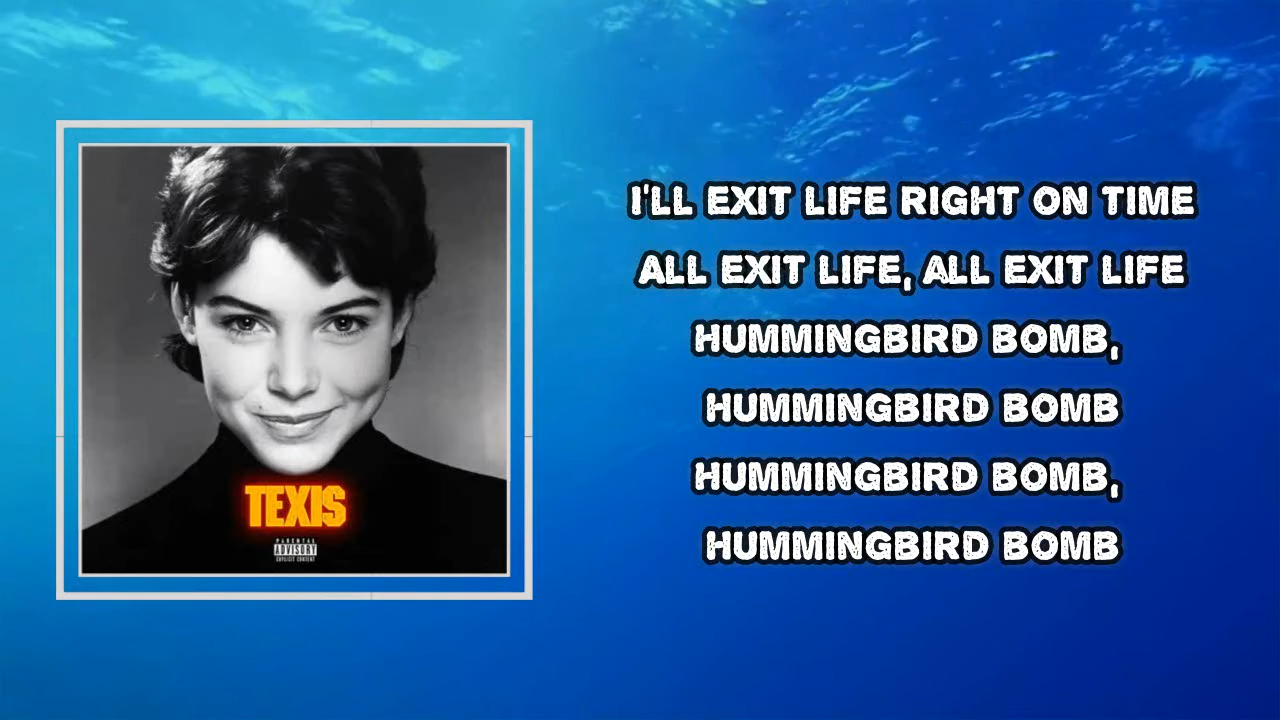 I'LL EXIT LIFE RIGHT ON TIME
ALL EXIT LIFE, ALL EXIT LIFE
HUMMINGBIRD BOMB,
HUMMINGBIRD BOMB
HUMMINGBIRD BOMB,
HUMMINGBIRD BOMB
TEXIS
PARENTAL
ADVISORY
EXPLICIT CONTENT